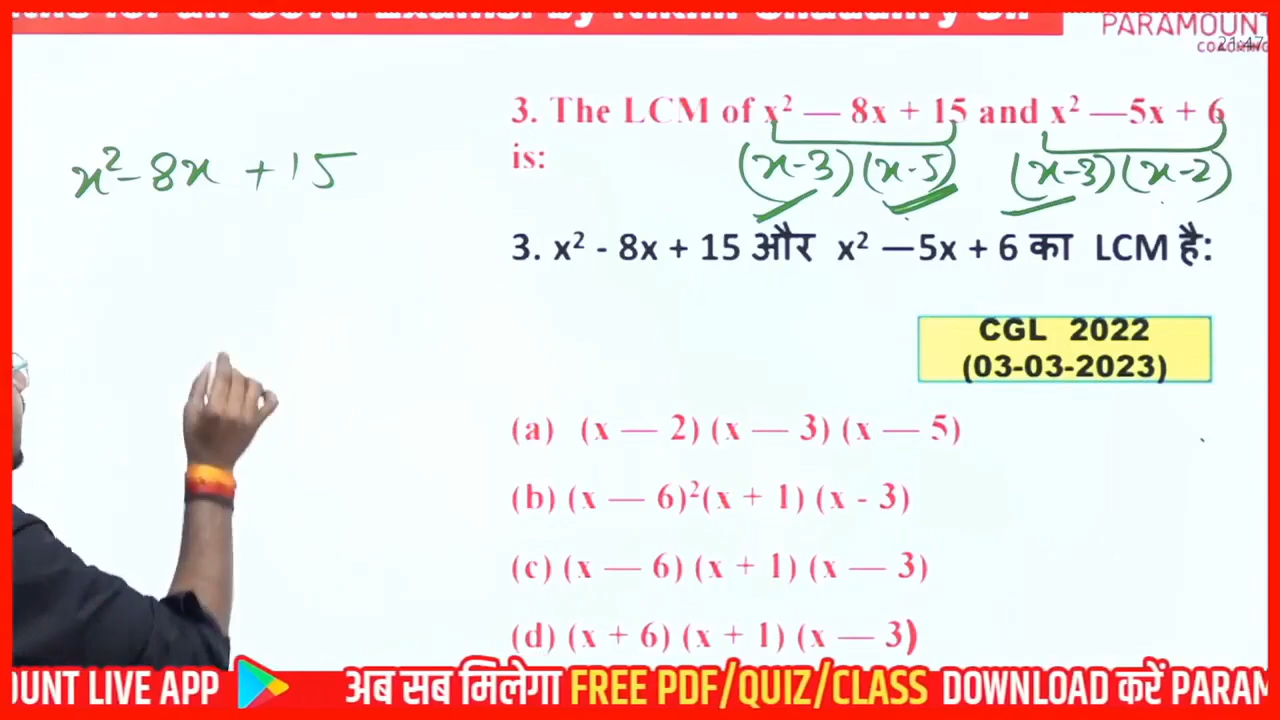 PARAMOUNT
21:47
3. The LCM of x² — 8x + 15 and x² —5x + 6
is:
(x-3)(x-5) (x-3)(x-2)
x²-8x +15
3. x² - 8x + 15 और x² —5x + 6 का LCM है:
CGL 2022
(03-03-2023)
(a) (x — 2) (x — 3) (x — 5)
(b) (x — 6)²(x + 1) (x - 3)
(c) (x — 6) (x + 1) (x — 3)
(d) (x + 6) (x + 1) (x — 3)
OUNT LIVE APP अब सब मिलेगा FREE PDF/QUIZ/CLASS DOWNLOAD करें PARAM